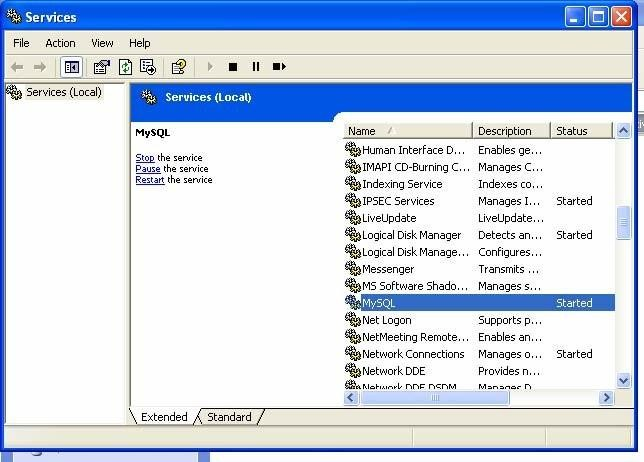 Services
File Action View Help
Services (Local)
Services (Local)
MySQL
Stop the service
Pause the service
Restart the service
Name Description Status
Human Interface D... Enables ge...
IMAPI CD-Burning C... Manages C...
Indexing Service Indexes co...
IPSEC Services Manages I... Started
LiveUpdate LiveUpdate...
Logical Disk Manager Detects an... Started
Logical Disk Manage... Configures...
Messenger Transmits ...
MS Software Shado... Manages s...
MySQL Started
Net Logon Supports p...
NetMeeting Remote... Enables an...
Network Connections Manages o... Started
Network DDE Provides n...
Network DDE DSDM Manages D...
Extended Standard